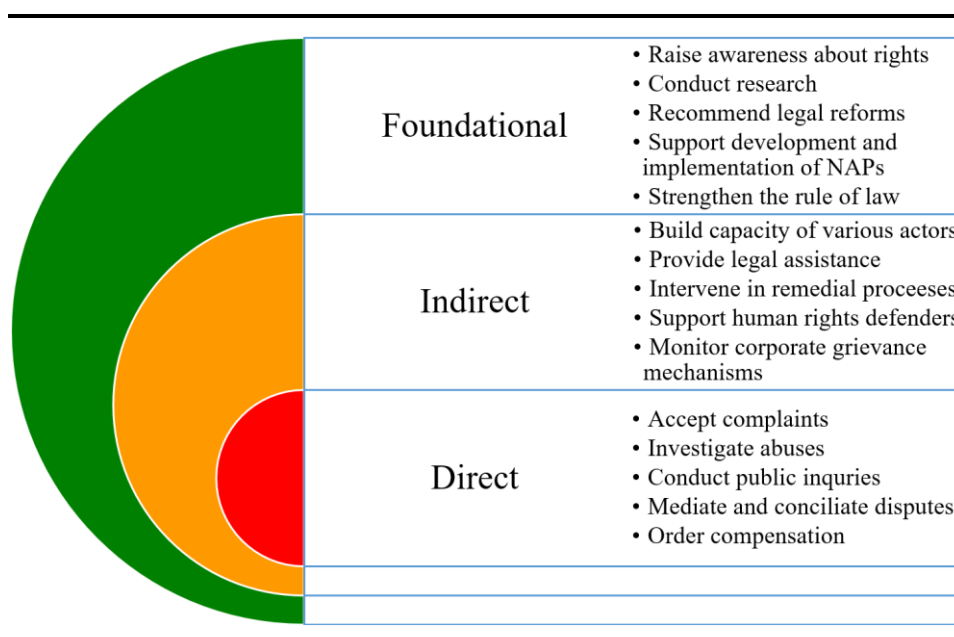 Foundational
• Raise awareness about rights
• Conduct research
• Recommend legal reforms
• Support development and
implementation of NAPs
• Strengthen the rule of law
Indirect
• Build capacity of various actors
• Provide legal assistance
• Intervene in remedial proceeses
• Support human rights defenders
• Monitor corporate grievance
mechanisms
Direct
• Accept complaints
• Investigate abuses
• Conduct public inquries
• Mediate and conciliate disputes
• Order compensation